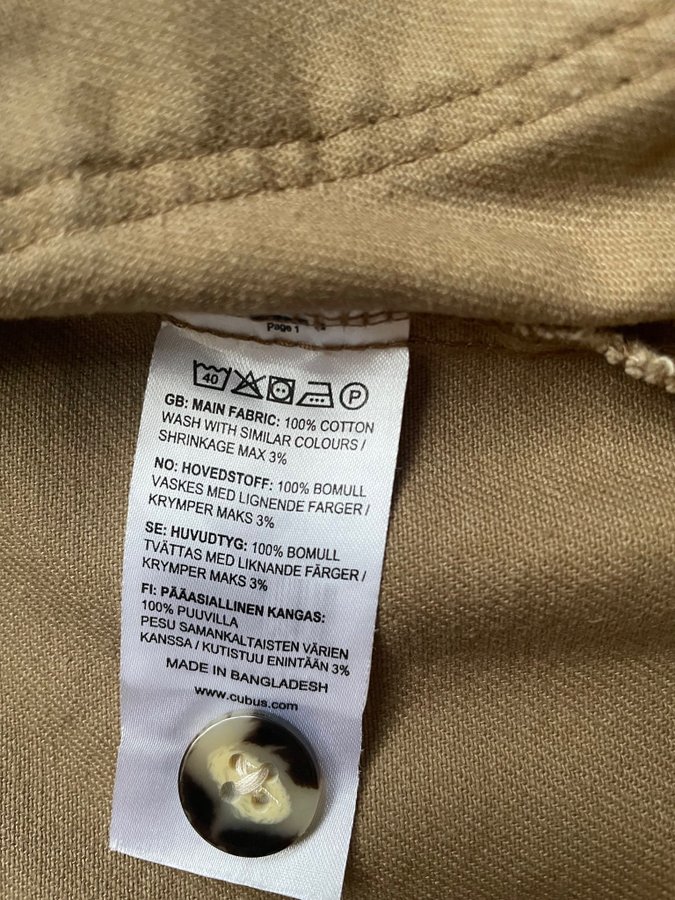 Page 1
40 P
GB: MAIN FABRIC: 100% COTTON
WASH WITH SIMILAR COLOURS /
SHRINKAGE MAX 3%
NO: HOVEDSTOFF: 100% BOMULL
VASKES MED LIGNENDE FARGER /
KRYMPER MAKS 3%
SE: HUVUDTYG: 100% BOMULL
TVÄTTAS MED LIKNANDE FÄRGER /
KRYMPER MAKS 3%
FI: PÄÄASIALLINEN KANGAS:
100% PUUVILLA
PESU SAMANKALTAISTEN VÄRIEN
KANSSA / KUTISTUU ENINTÄÄN 3%
MADE IN BANGLADESH
www.cubus.com